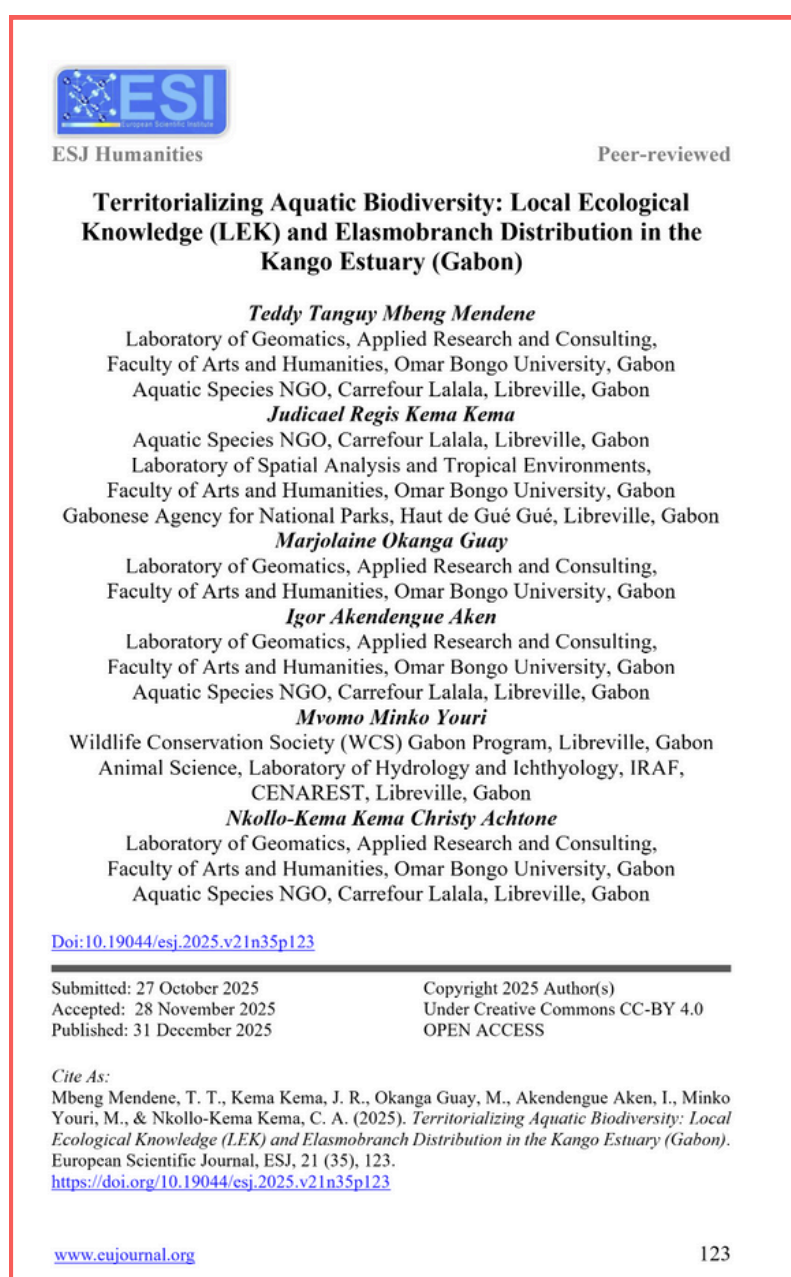 ESI
European Scientific Institute
ESJ Humanities
Peer-reviewed
Territorializing Aquatic Biodiversity: Local Ecological
Knowledge (LEK) and Elasmobranch Distribution in the
Kango Estuary (Gabon)
Teddy Tanguy Mbeng Mendene
Laboratory of Geomatics, Applied Research and Consulting,
Faculty of Arts and Humanities, Omar Bongo University, Gabon
Aquatic Species NGO, Carrefour Lalala, Libreville, Gabon
Judicael Regis Kema Kema
Aquatic Species NGO, Carrefour Lalala, Libreville, Gabon
Laboratory of Spatial Analysis and Tropical Environments,
Faculty of Arts and Humanities, Omar Bongo University, Gabon
Gabonese Agency for National Parks, Haut de Gué Gué, Libreville, Gabon
Marjolaine Okanga Guay
Laboratory of Geomatics, Applied Research and Consulting,
Faculty of Arts and Humanities, Omar Bongo University, Gabon
Igor Akendengue Aken
Laboratory of Geomatics, Applied Research and Consulting,
Faculty of Arts and Humanities, Omar Bongo University, Gabon
Aquatic Species NGO, Carrefour Lalala, Libreville, Gabon
Mvomo Minko Youri
Wildlife Conservation Society (WCS) Gabon Program, Libreville, Gabon
Animal Science, Laboratory of Hydrology and Ichthyology, IRAF,
CENAREST, Libreville, Gabon
Nkollo-Kema Kema Christy Achtone
Laboratory of Geomatics, Applied Research and Consulting,
Faculty of Arts and Humanities, Omar Bongo University, Gabon
Aquatic Species NGO, Carrefour Lalala, Libreville, Gabon
Doi:10.19044/esj.2025.v21n35p123
Submitted: 27 October 2025
Accepted: 28 November 2025
Published: 31 December 2025
Copyright 2025 Author(s)
Under Creative Commons CC-BY 4.0
OPEN ACCESS
Cite As:
Mbeng Mendene, T. T., Kema Kema, J. R., Okanga Guay, M., Akendengue Aken, I., Minko
Youri, M., & Nkollo-Kema Kema, C. A. (2025). Territorializing Aquatic Biodiversity: Local
Ecological Knowledge (LEK) and Elasmobranch Distribution in the Kango Estuary (Gabon).
European Scientific Journal, ESJ, 21 (35), 123.
https://doi.org/10.19044/esj.2025.v21n35p123
www.eujournal.org
123